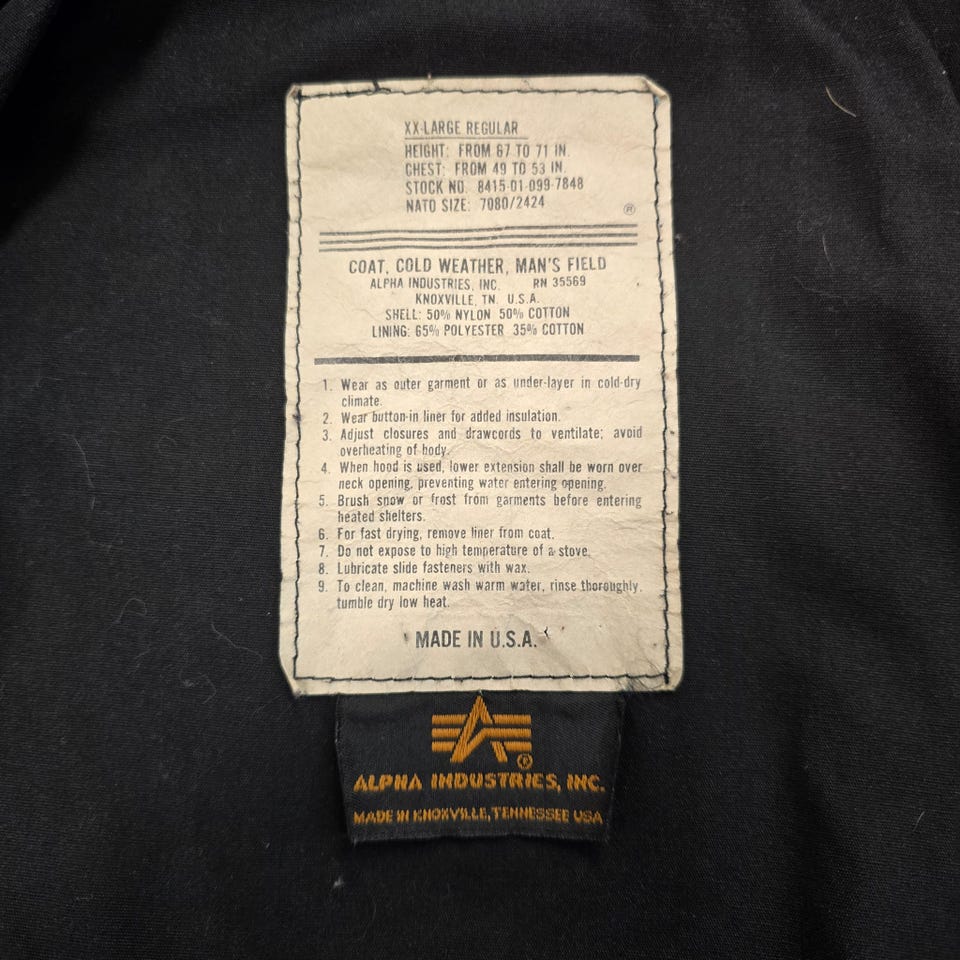 XX-LARGE REGULAR
HEIGHT: FROM 67 TO 71 IN.
CHEST: FROM 49 TO 53 IN.
STOCK NO. 8415-01-099-7848
NATO SIZE: 7080/2424
®
COAT, COLD WEATHER, MAN'S FIELD
ALPHA INDUSTRIES, INC. RN 35569
KNOXVILLE, TN. U.S.A.
SHELL: 50% NYLON 50% COTTON
LINING: 65% POLYESTER 35% COTTON
1. Wear as outer garment or as under-layer in cold-dry
climate.
2. Wear button-in liner for added insulation.
3. Adjust closures and drawcords to ventilate; avoid
overheating of body.
4. When hood is used, lower extension shall be worn over
neck opening, preventing water entering opening.
5. Brush snow or frost from garments before entering
heated shelters.
6. For fast drying, remove liner from coat.
7. Do not expose to high temperature of a stove.
8. Lubricate slide fasteners with wax.
9. To clean, machine wash warm water, rinse thoroughly,
tumble dry low heat.
MADE IN U.S.A.
®
ALPHA INDUSTRIES, INC.
MADE IN KNOXVILLE, TENNESSEE USA